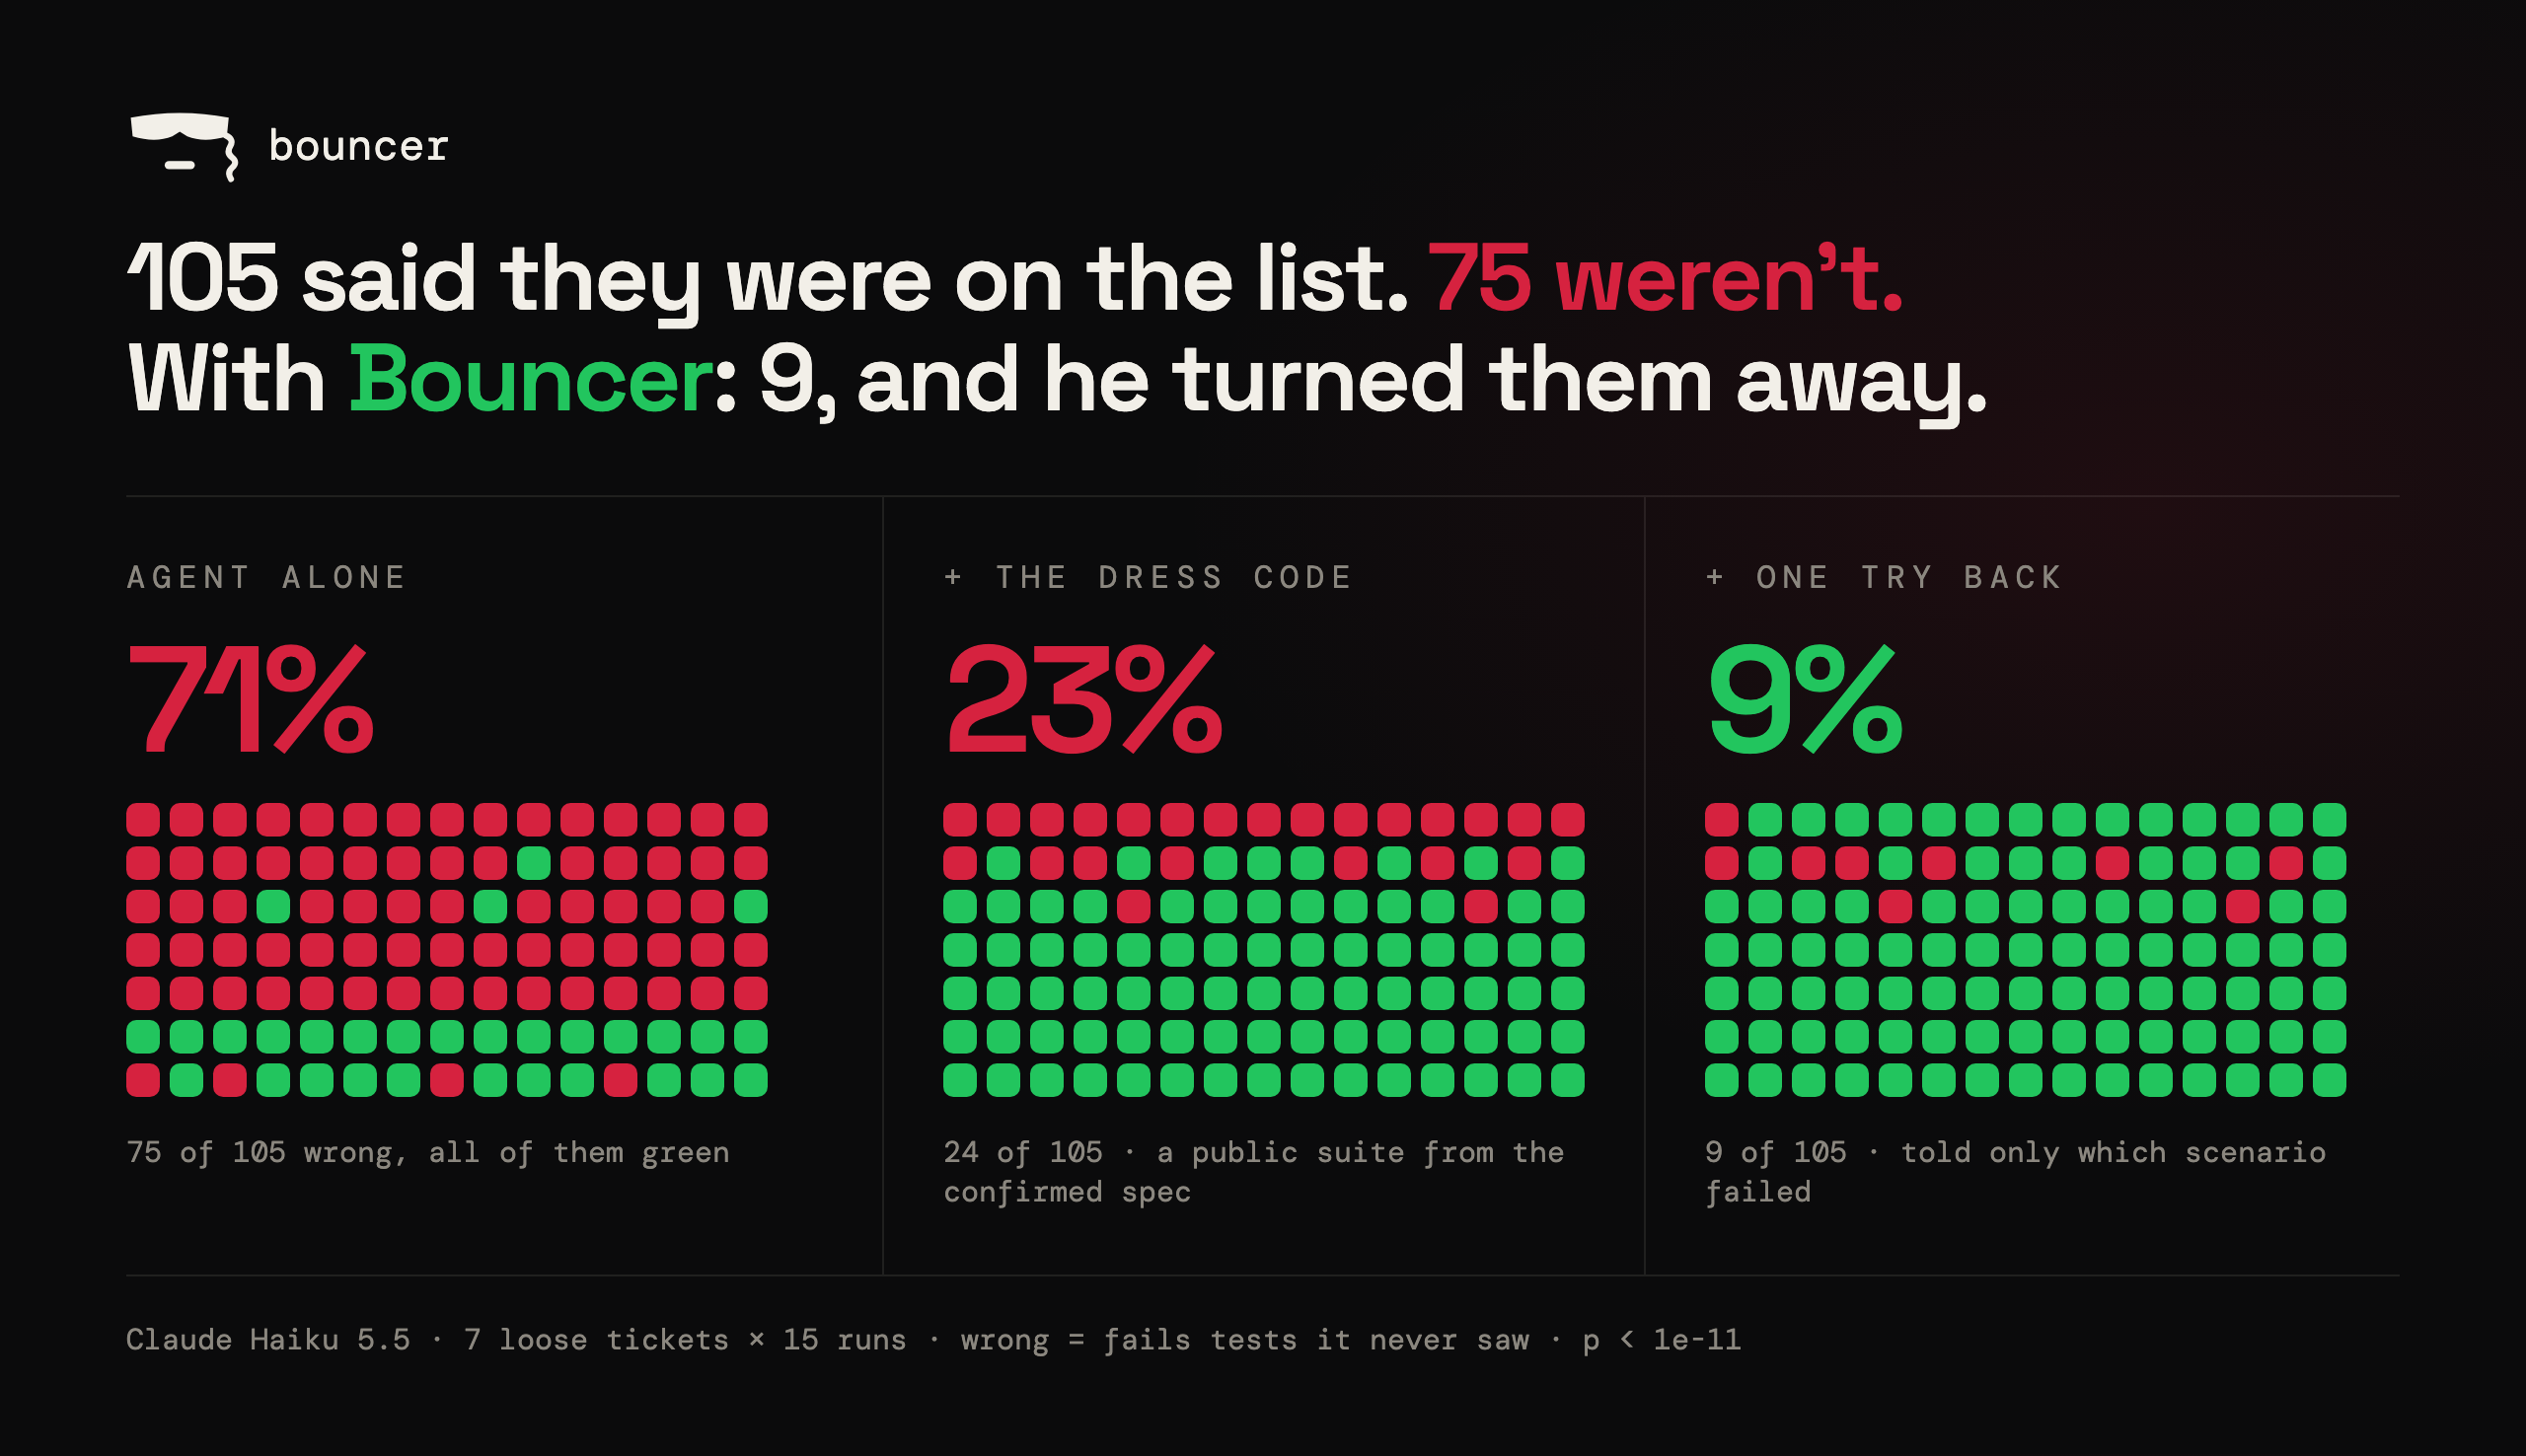 bouncer
105 said they were on the list. 75 weren’t.
With Bouncer: 9, and he turned them away.
AGENT ALONE
71%
75 of 105 wrong, all of them green
+ THE DRESS CODE
23%
24 of 105 · a public suite from the
confirmed spec
+ ONE TRY BACK
9%
9 of 105 · told only which scenario
failed
Claude Haiku 5.5 · 7 loose tickets × 15 runs · wrong = fails tests it never saw · p < 1e-11